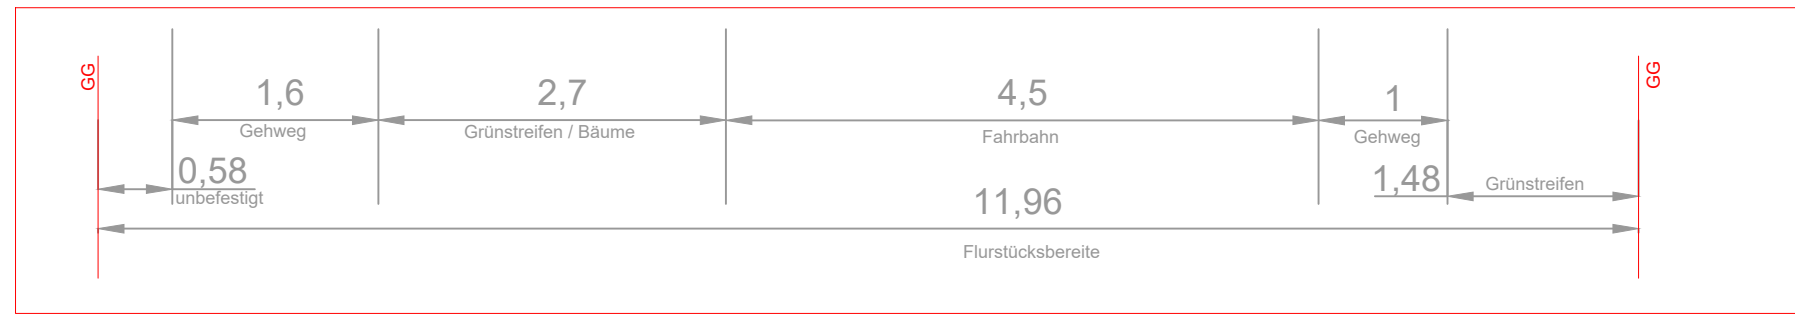 GG
1,6
Gehweg
2,7
Grünstreifen / Bäume
4,5
Fahrbahn
1
Gehweg
GG
0,58
unbefestigt
1,48
Grünstreifen
11,96
Flurstücksbereite